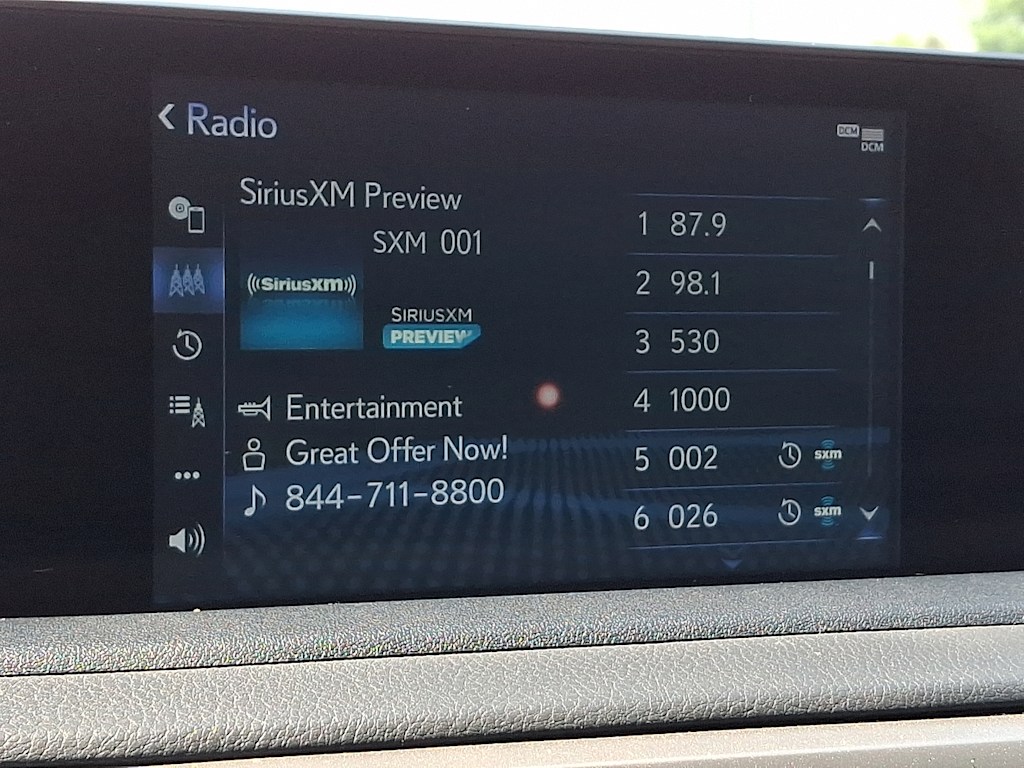 Radio
DCM
DCM
SiriusXM Preview
SXM 001
((SiriusXM))
SIRIUSXM
PREVIEW
Entertainment
Great Offer Now!
844-711-8800
1 87.9
2 98.1
3 530
4 1000
5 002 sxm
6 026 sxm